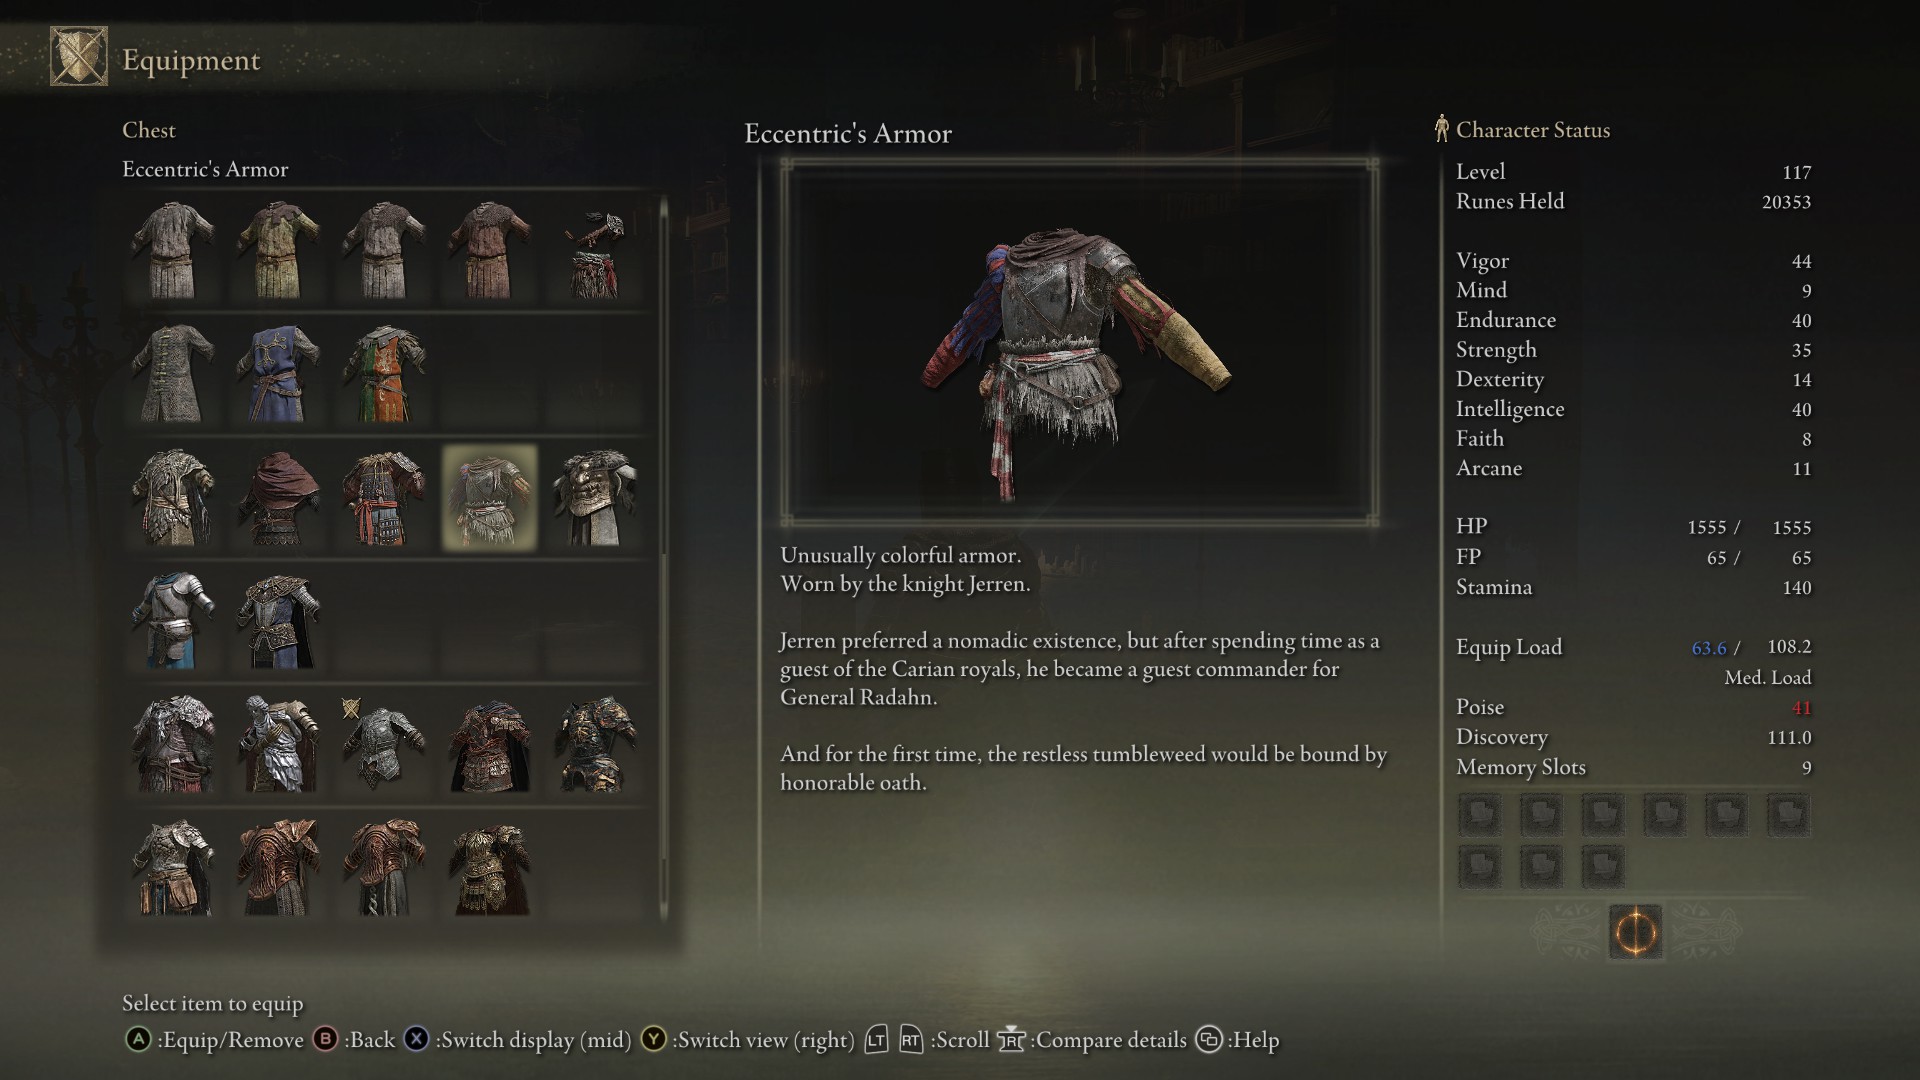 Equipment
Chest
Eccentric's Armor
Eccentric's Armor
Unusually colorful armor.
Worn by the knight Jerren.
Jerren preferred a nomadic existence, but after spending time as a
guest of the Carian royals, he became a guest commander for
General Radahn.
And for the first time, the restless tumbleweed would be bound by
honorable oath.
Character Status
Level 117
Runes Held 20353
Vigor 44
Mind 9
Endurance 40
Strength 35
Dexterity 14
Intelligence 40
Faith 8
Arcane 11
HP 1555 / 1555
FP 65 / 65
Stamina 140
Equip Load 63.6 / 108.2
Med. Load
Poise 41
Discovery 111.0
Memory Slots 9
Select item to equip
A :Equip/Remove B :Back X :Switch display (mid) Y :Switch view (right) LT RT :Scroll R :Compare details :Help